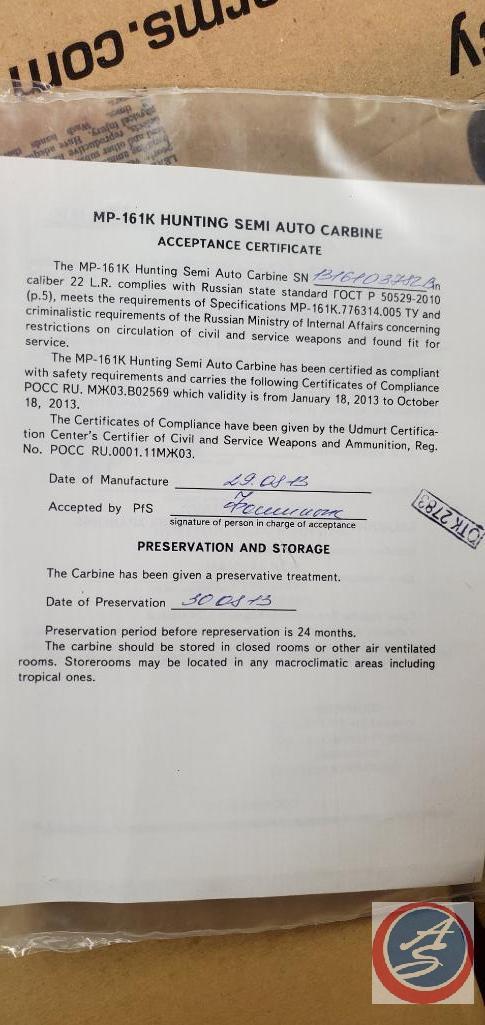 rms.com
MP-161K HUNTING SEMI AUTO CARBINE
ACCEPTANCE CERTIFICATE
The MP-161K Hunting Semi Auto Carbine SN in
caliber 22 L.R. complies with Russian state standard ГОСТ Р 50529-2010
(p.5), meets the requirements of Specifications MP-161K.776314.005 ТУ and
criminalistic requirements of the Russian Ministry of Internal Affairs concerning
restrictions on circulation of civil and service weapons and found fit for
service.
The MP-161K Hunting Semi Auto Carbine has been certified as compliant
with safety requirements and carries the following Certificates of Compliance
РОСС RU. МЖ03.В02569 which validity is from January 18, 2013 to October
18, 2013.
The Certificates of Compliance have been given by the Udmurt Certifica-
tion Center's Certifier of Civil and Service Weapons and Ammunition, Reg.
No. РОСС RU.0001.11МЖ03.
Date of Manufacture 29.08 13
Accepted by PfS
signature of person in charge of acceptance
ОТК 2783
PRESERVATION AND STORAGE
The Carbine has been given a preservative treatment.
Date of Preservation 30 08 13
Preservation period before represervation is 24 months.
The carbine should be stored in closed rooms or other air ventilated
rooms. Storerooms may be located in any macroclimatic areas including
tropical ones.
AS